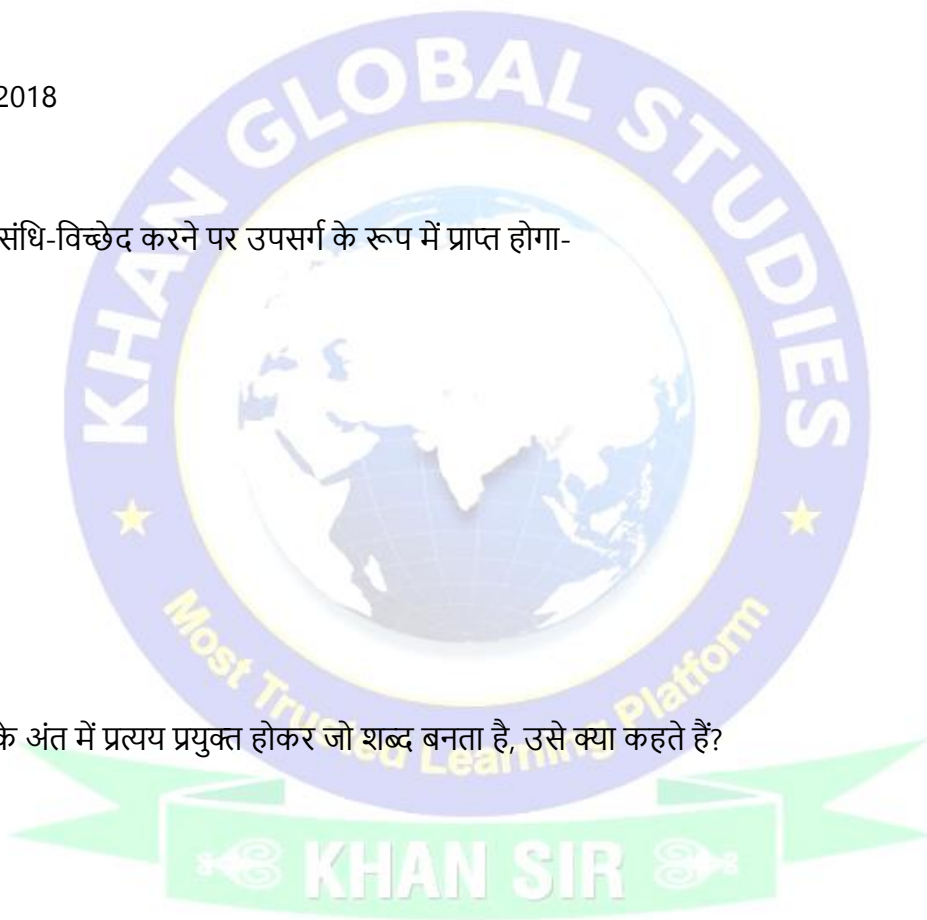 2018
संधि-विच्छेद करने पर उपसर्ग के रूप में प्राप्त होगा-
के अंत में प्रत्यय प्रयुक्त होकर जो शब्द बनता है, उसे क्या कहते हैं?
KHAN GLOBAL STUDIES
Most Trusted Learning Platform
KHAN SIR